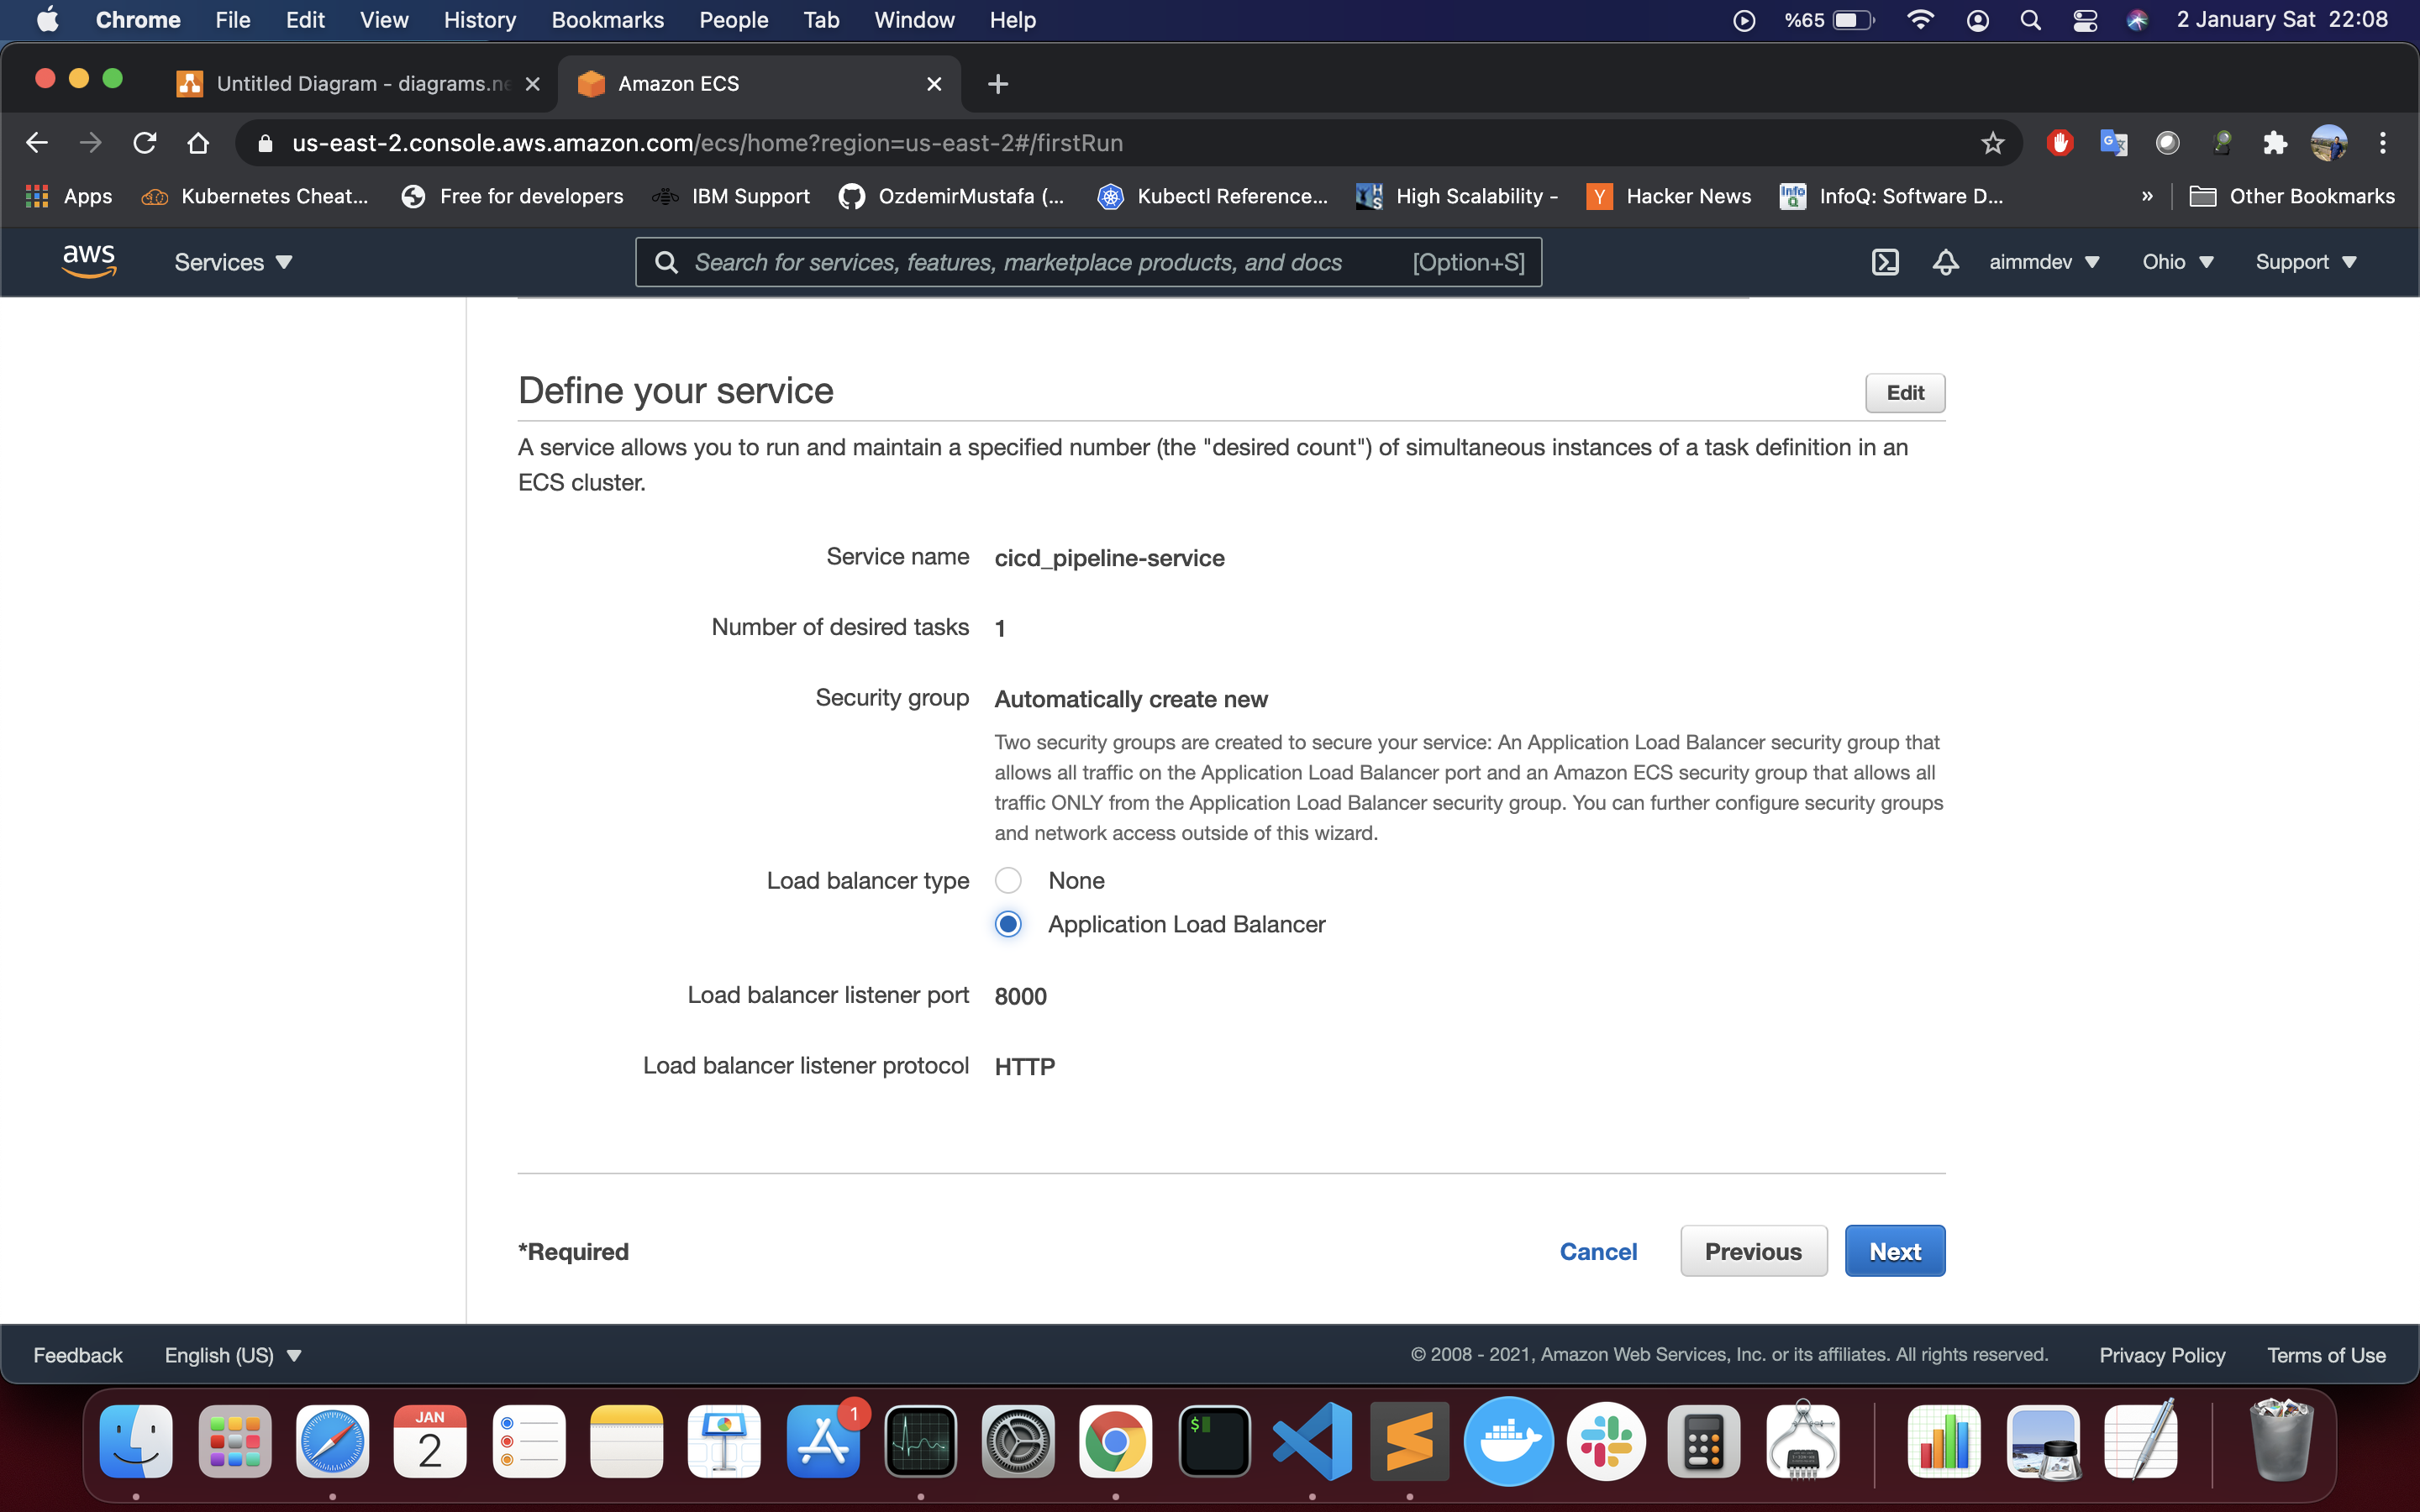 Chrome File Edit View History Bookmarks People Tab Window Help %65 2 January Sat 22:08
Untitled Diagram - diagrams.ne Amazon ECS
us-east-2.console.aws.amazon.com/ecs/home?region=us-east-2#/firstRun
Apps Kubernetes Cheat... Free for developers IBM Support OzdemirMustafa (... Kubectl Reference... High Scalability - Hacker News InfoQ: Software D... » Other Bookmarks
aws Services Search for services, features, marketplace products, and docs [Option+S] aimmdev Ohio Support
Define your service Edit
A service allows you to run and maintain a specified number (the "desired count") of simultaneous instances of a task definition in an
ECS cluster.
Service name cicd_pipeline-service
Number of desired tasks 1
Security group Automatically create new
Two security groups are created to secure your service: An Application Load Balancer security group that
allows all traffic on the Application Load Balancer port and an Amazon ECS security group that allows all
traffic ONLY from the Application Load Balancer security group. You can further configure security groups
and network access outside of this wizard.
Load balancer type None
Application Load Balancer
Load balancer listener port 8000
Load balancer listener protocol HTTP
*Required Cancel Previous Next
Feedback English (US) © 2008 - 2021, Amazon Web Services, Inc. or its affiliates. All rights reserved. Privacy Policy Terms of Use
JAN
2
1
$